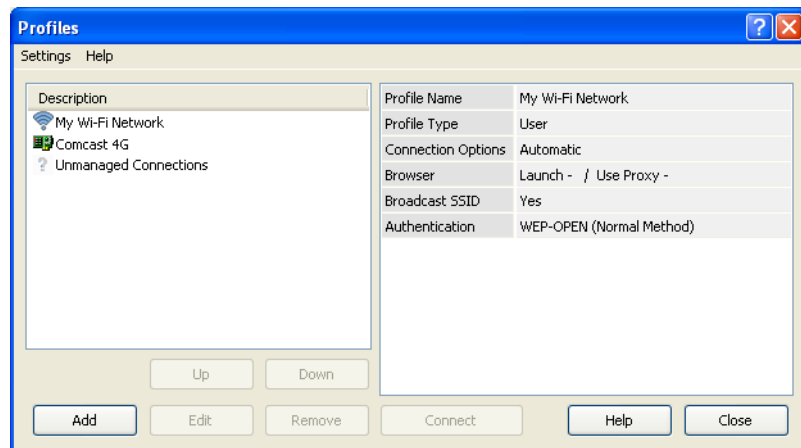 Profiles
Settings Help
Description
My Wi-Fi Network
Comcast 4G
Unmanaged Connections
Profile Name My Wi-Fi Network
Profile Type User
Connection Options Automatic
Browser Launch - / Use Proxy -
Broadcast SSID Yes
Authentication WEP-OPEN (Normal Method)
Up Down
Add Edit Remove Connect Help Close